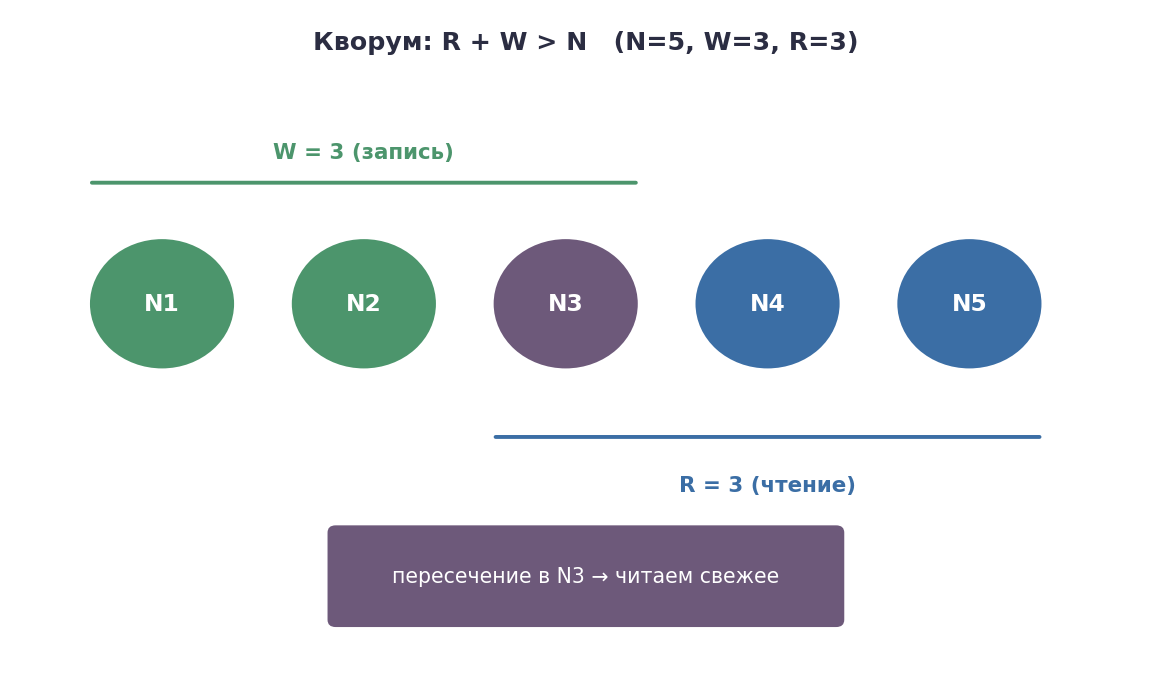 Кворум: R + W > N (N=5, W=3, R=3)
W = 3 (запись)
N1 N2 N3 N4 N5
R = 3 (чтение)
пересечение в N3 → читаем свежее